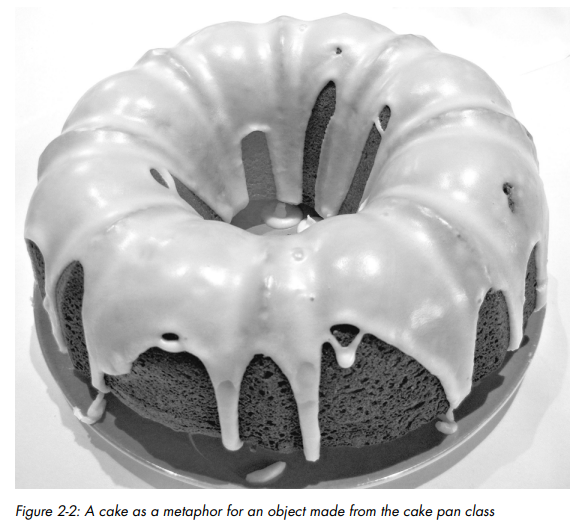 Figure 2-2: A cake as a metaphor for an object made from the cake pan class